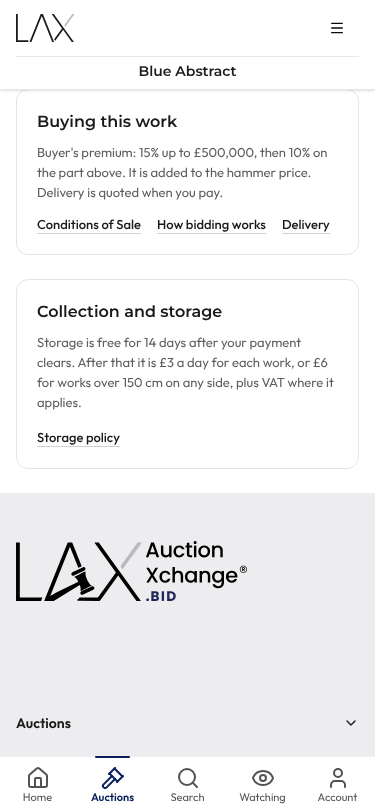 LAX
Blue Abstract
Buying this work
Buyer's premium: 15% up to £500,000, then 10% on
the part above. It is added to the hammer price.
Delivery is quoted when you pay.
Conditions of Sale How bidding works Delivery
Collection and storage
Storage is free for 14 days after your payment
clears. After that it is £3 a day for each work, or £6
for works over 150 cm on any side, plus VAT where it
applies.
Storage policy
LAX Auction
Xchange®
.BID
Auctions
Home Auctions Search Watching Account